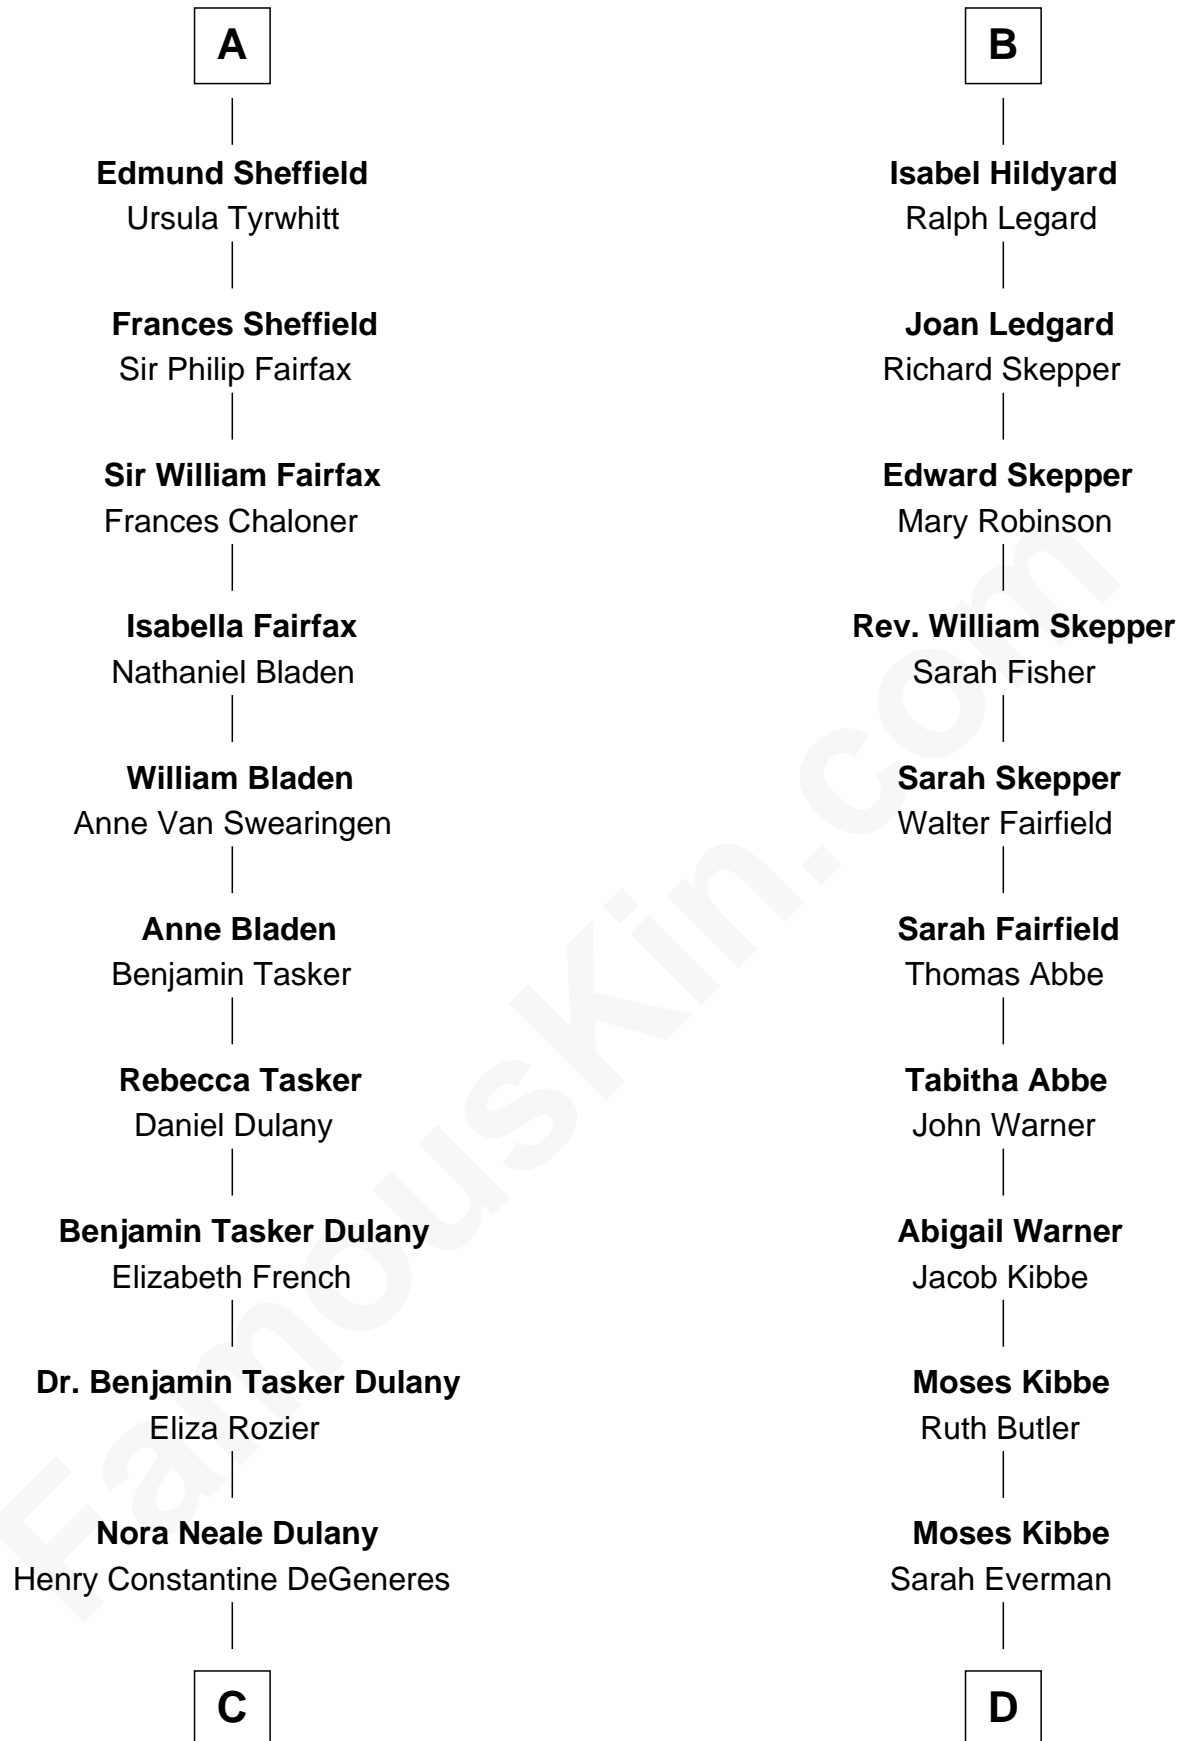 A
Edmund Sheffield
Ursula Tyrwhitt
Frances Sheffield
Sir Philip Fairfax
Sir William Fairfax
Frances Chaloner
Isabella Fairfax
Nathaniel Bladen
William Bladen
Anne Van Swearingen
Anne Bladen
Benjamin Tasker
Rebecca Tasker
Daniel Dulany
Benjamin Tasker Dulany
Elizabeth French
Dr. Benjamin Tasker Dulany
Eliza Rozier
Nora Neale Dulany
Henry Constantine DeGeneres
C
B
Isabel Hildyard
Ralph Legard
Joan Ledgard
Richard Skepper
Edward Skepper
Mary Robinson
Rev. William Skepper
Sarah Fisher
Sarah Skepper
Walter Fairfield
Sarah Fairfield
Thomas Abbe
Tabitha Abbe
John Warner
Abigail Warner
Jacob Kibbe
Moses Kibbe
Ruth Butler
Moses Kibbe
Sarah Everman
D
FamousKin.com